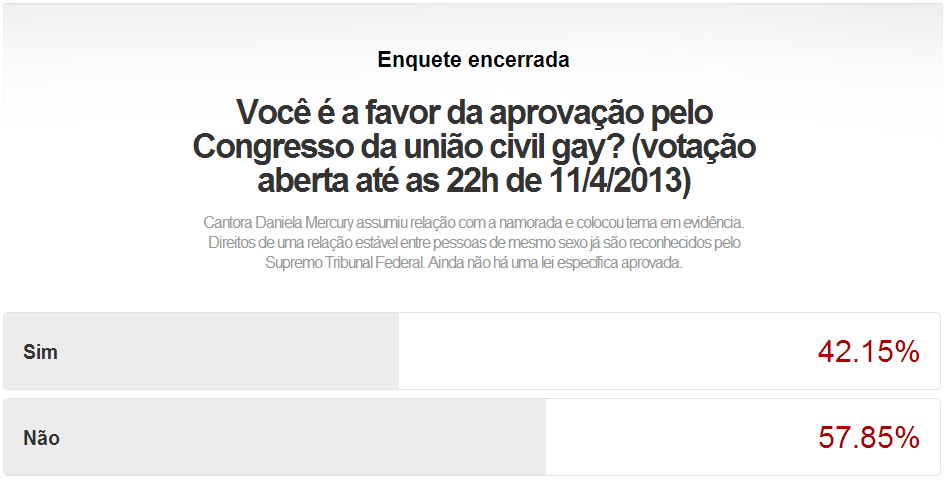 Enquete encerrada
Você é a favor da aprovação pelo
Congresso da união civil gay? (votação
aberta até as 22h de 11/4/2013)
Cantora Daniela Mercury assumiu relação com a namorada e colocou tema em evidência.
Direitos de uma relação estável entre pessoas de mesmo sexo já são reconhecidos pelo
Supremo Tribunal Federal. Ainda não há uma lei específica aprovada.
Sim 42.15%
Não 57.85%